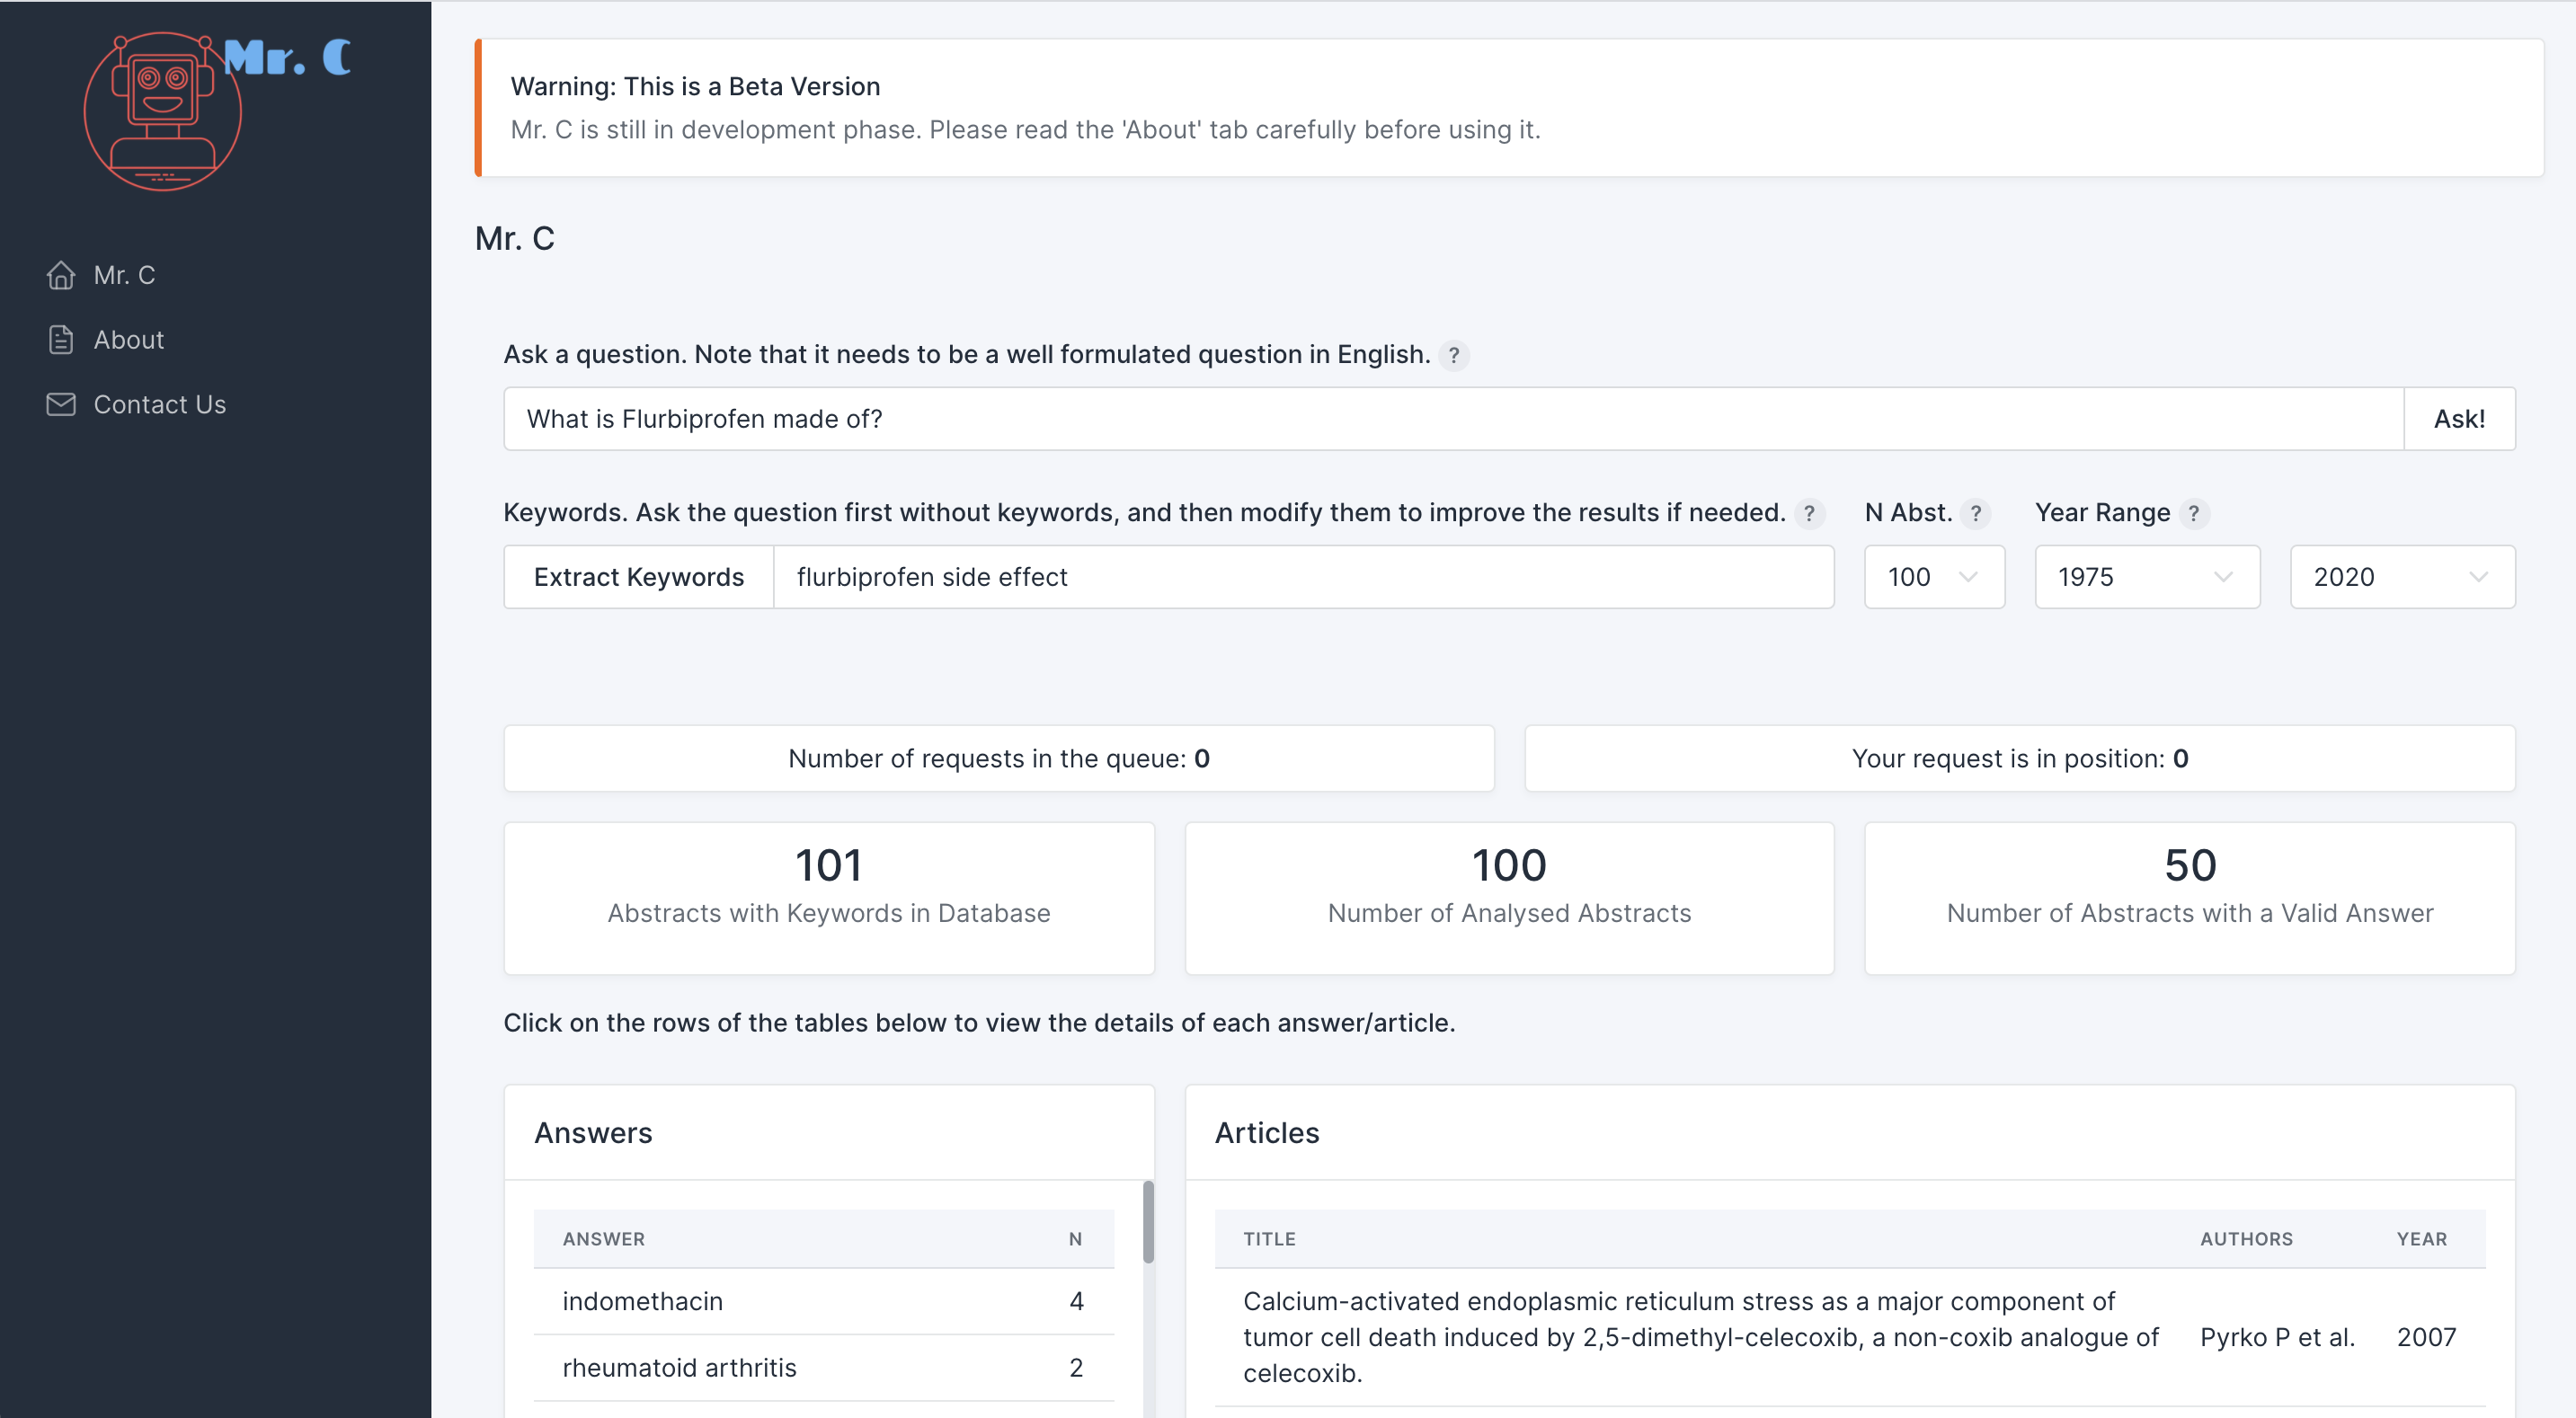 Mr. C
Mr. C
About
Contact Us
Warning: This is a Beta Version
Mr. C is still in development phase. Please read the 'About' tab carefully before using it.
Mr. C
Ask a question. Note that it needs to be a well formulated question in English. ?
What is Flurbiprofen made of?
Ask!
Keywords. Ask the question first without keywords, and then modify them to improve the results if needed. ?
N Abst. ?
Year Range ?
Extract Keywords
flurbiprofen side effect
100
1975
2020
Number of requests in the queue: 0
Your request is in position: 0
101
Abstracts with Keywords in Database
100
Number of Analysed Abstracts
50
Number of Abstracts with a Valid Answer
Click on the rows of the tables below to view the details of each answer/article.
Answers
ANSWER N
indomethacin 4
rheumatoid arthritis 2
Articles
TITLE AUTHORS YEAR
Calcium-activated endoplasmic reticulum stress as a major component of
tumor cell death induced by 2,5-dimethyl-celecoxib, a non-coxib analogue of
celecoxib.
Pyrko P et al.
2007